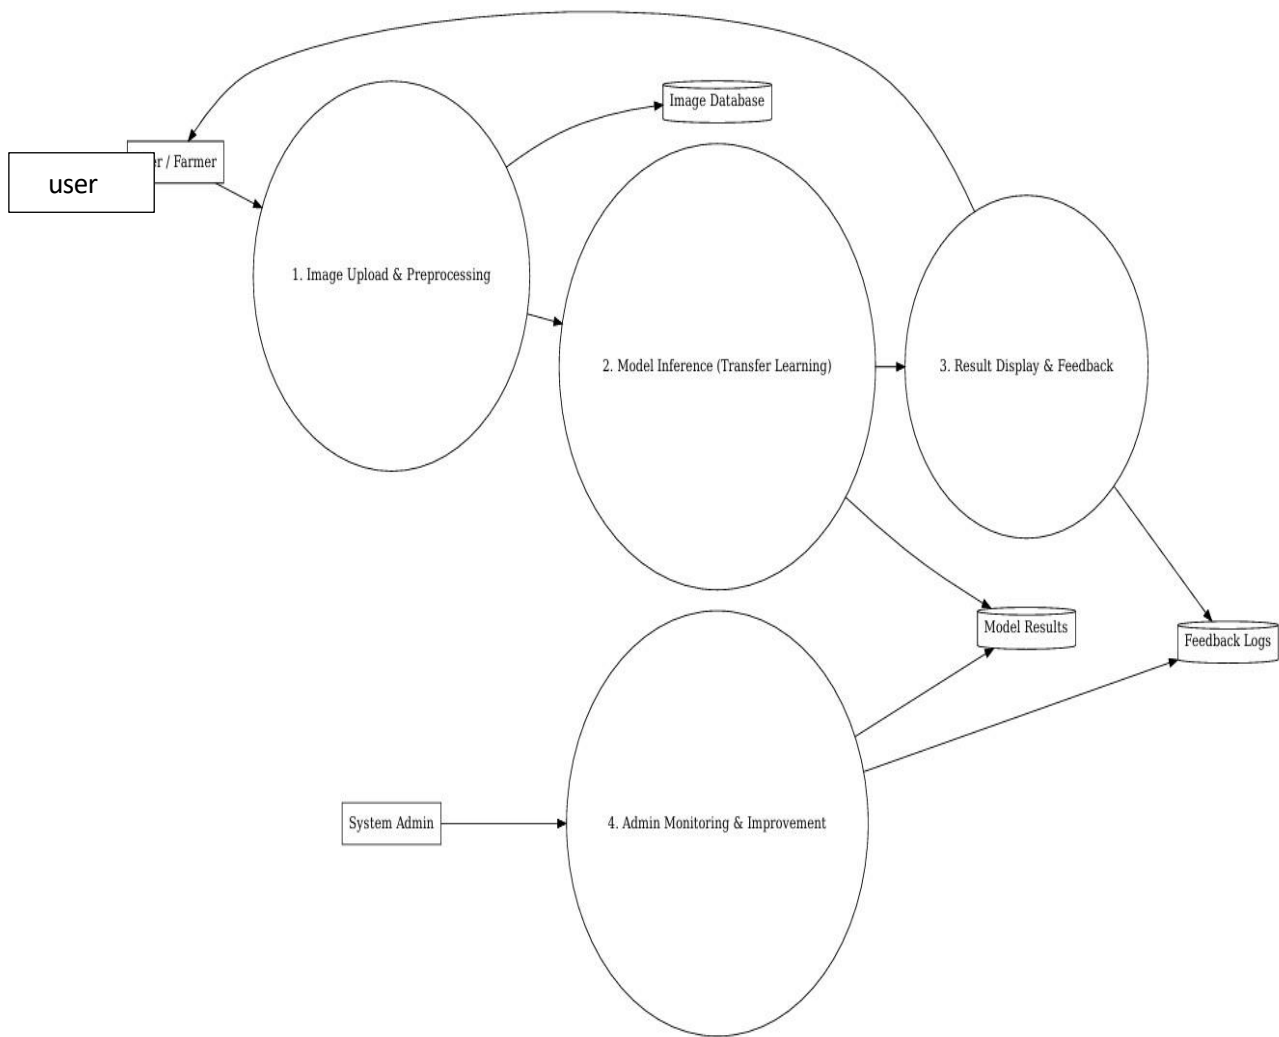 Image Database
er / Farmer
user
1. Image Upload & Preprocessing
2. Model Inference (Transfer Learning)
3. Result Display & Feedback
Model Results
Feedback Logs
System Admin
4. Admin Monitoring & Improvement